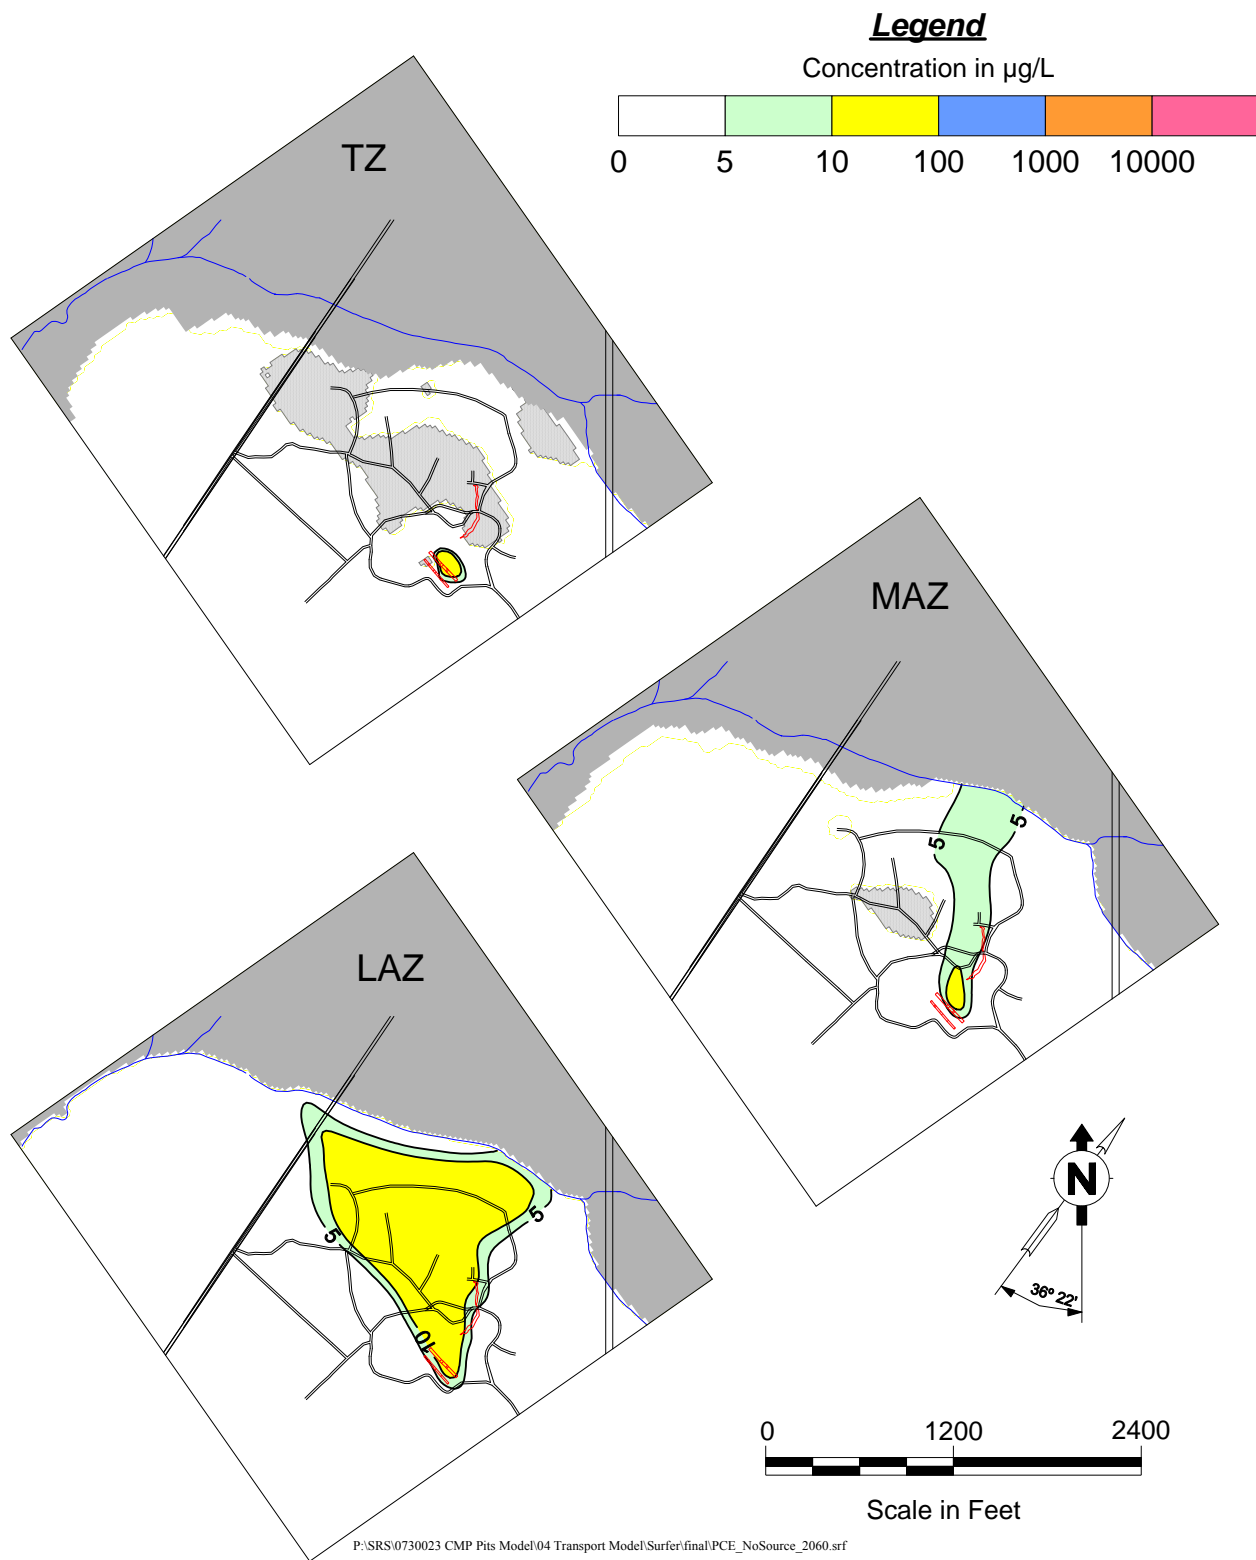 Legend
Concentration in µg/L
0 5 10 100 1000 10000
TZ
MAZ
5
5
LAZ
5
5
10
N
36° 22'
0 1200 2400
Scale in Feet
P:\SRS\0730023 CMP Pits Model\04 Transport Model\Surfer\final\PCE_NoSource_2060.srf